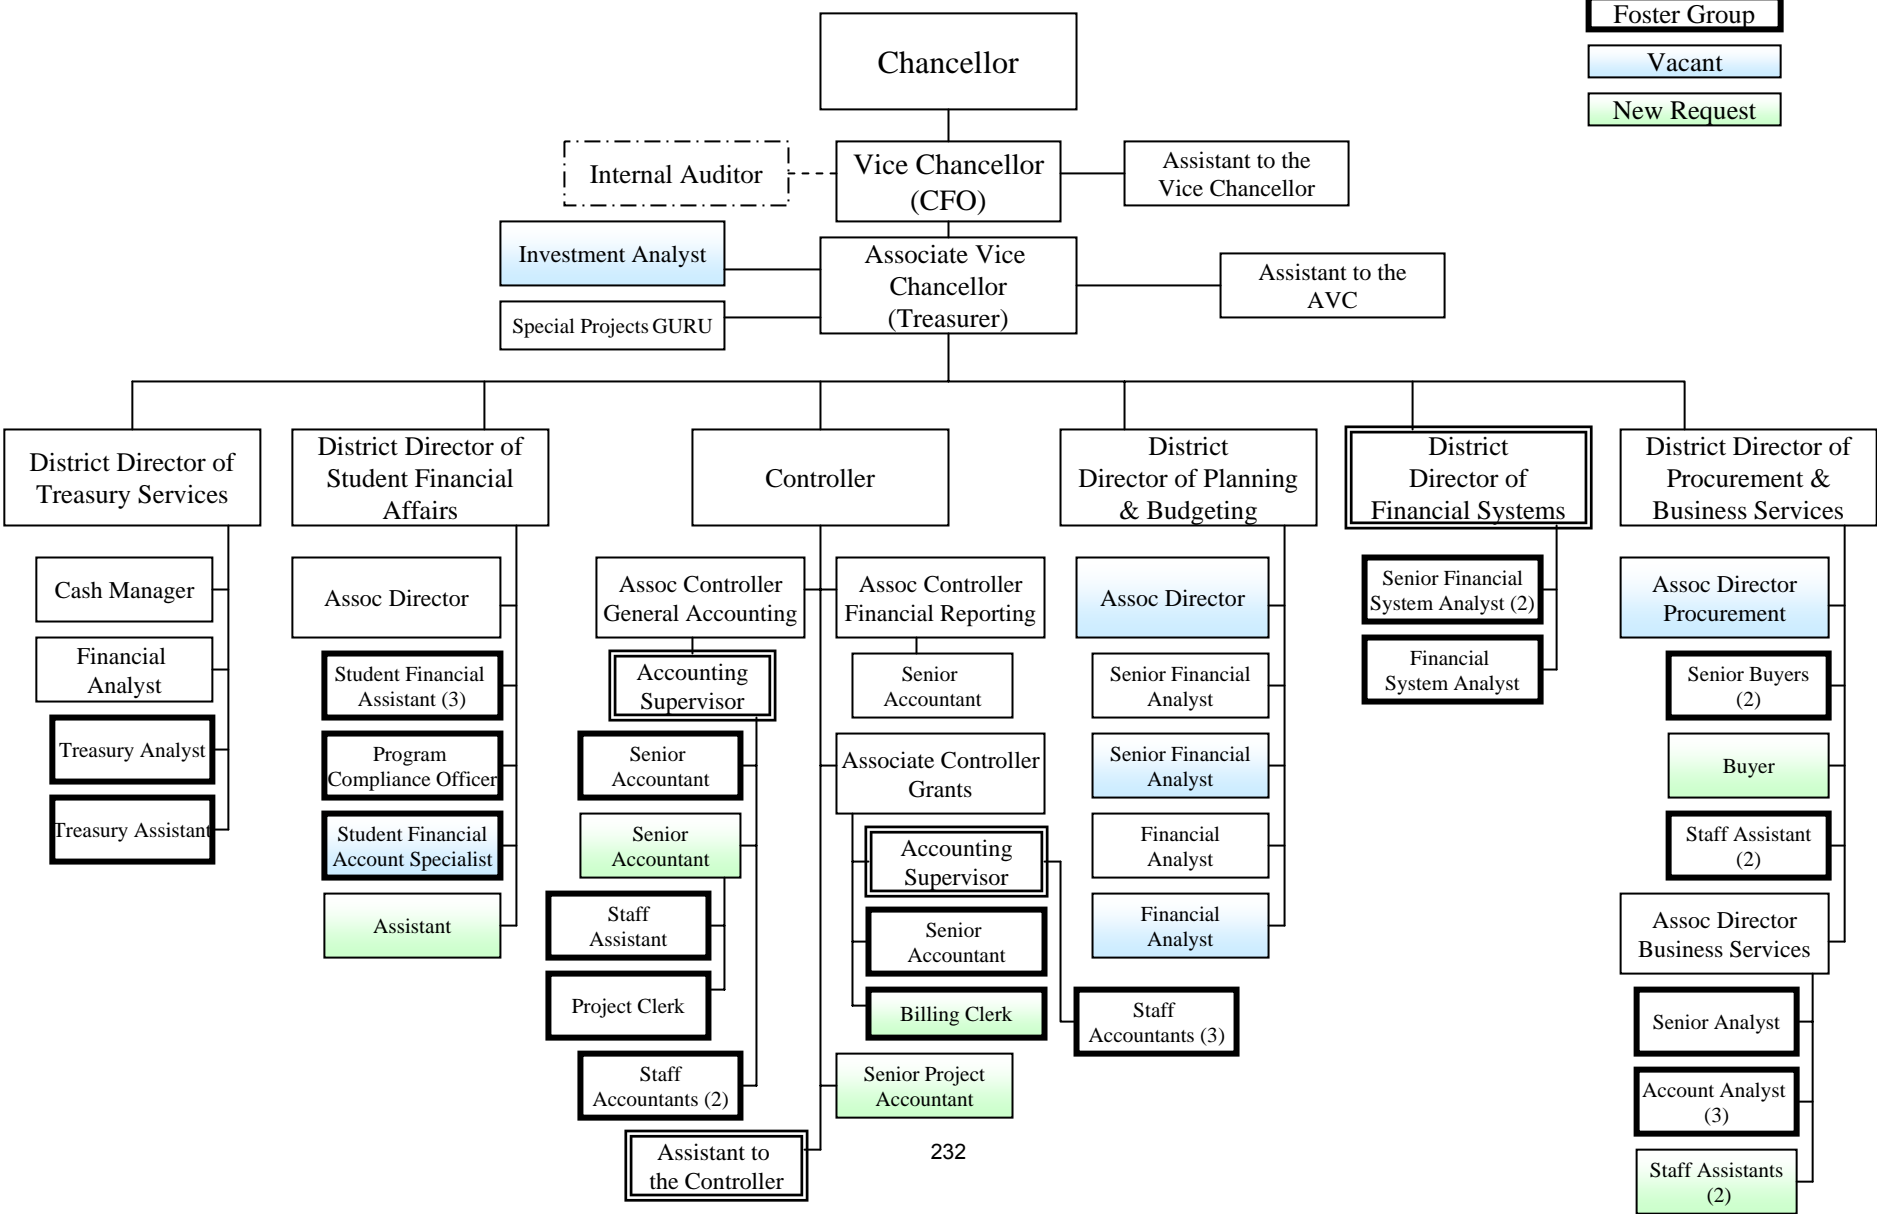 Foster Group
Vacant
New Request
Chancellor
Internal Auditor
Vice Chancellor
(CFO)
Assistant to the
Vice Chancellor
Investment Analyst
Special Projects GURU
Associate Vice
Chancellor
(Treasurer)
Assistant to the
AVC
District Director of
Treasury Services
Cash Manager
Financial
Analyst
Treasury Analyst
Treasury Assistant
District Director of
Student Financial
Affairs
Assoc Director
Student Financial
Assistant (3)
Program
Compliance Officer
Student Financial
Account Specialist
Assistant
Controller
Assoc Controller
General Accounting
Accounting
Supervisor
Senior
Accountant
Senior
Accountant
Staff
Assistant
Project Clerk
Staff
Accountants (2)
Assistant to
the Controller
Assoc Controller
Financial Reporting
Senior
Accountant
Associate Controller
Grants
Accounting
Supervisor
Senior
Accountant
Billing Clerk
Staff
Accountants (3)
Senior Project
Accountant
District
Director of Planning
& Budgeting
Assoc Director
Senior Financial
Analyst
Senior Financial
Analyst
Financial
Analyst
Financial
Analyst
District
Director of
Financial Systems
Senior Financial
System Analyst (2)
Financial
System Analyst
District Director of
Procurement &
Business Services
Assoc Director
Procurement
Senior Buyers
(2)
Buyer
Staff Assistant
(2)
Assoc Director
Business Services
Senior Analyst
Account Analyst
(3)
Staff Assistants
(2)
232